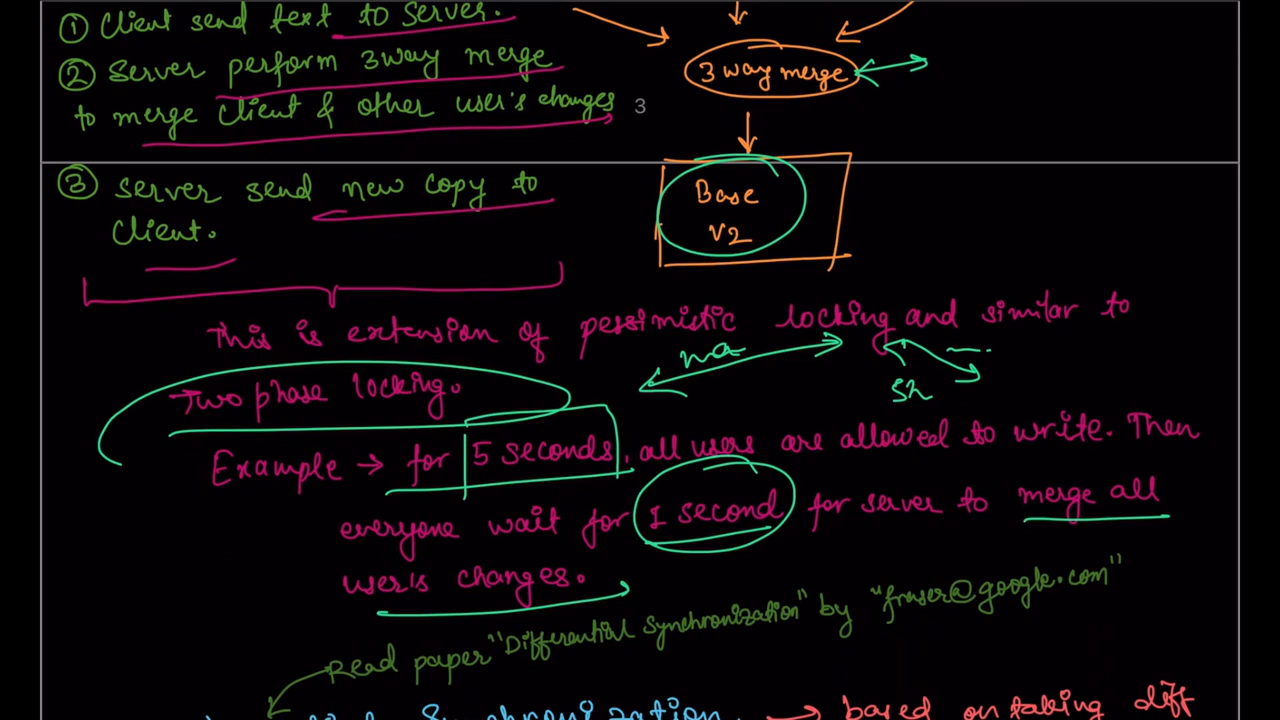 ① Client send text to Server.
② Server perform 3way merge
to merge Client & other user's changes
3
3 way merge
③ Server send new copy to
Client.
Base
V2
This is extension of pessimistic locking and similar to
Two phase locking.
Example → for 5 seconds, all users are allowed to write. Then
everyone wait for 1 second for server to merge all
user's changes.
Read paper "Differential Synchronization" by "fraser@google.com"
Synchronization → based on taking diff